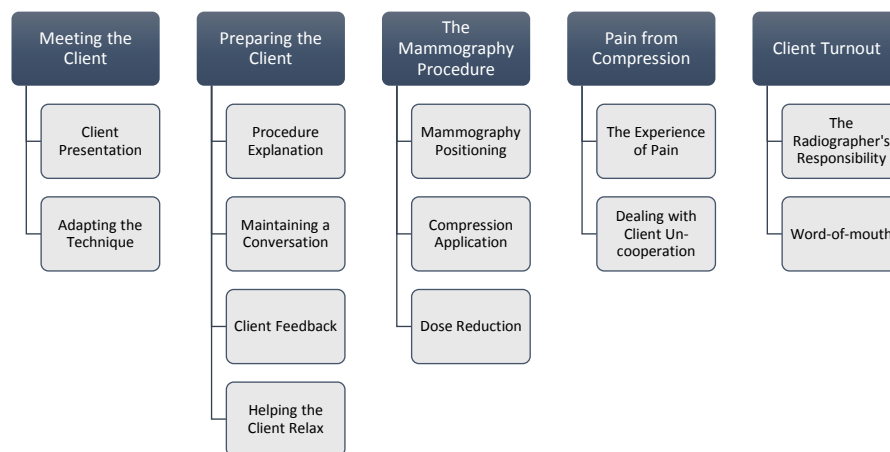 Meeting the
Client
Client
Presentation
Adapting the
Technique
Preparing the
Client
Procedure
Explanation
Maintaining a
Conversation
Client Feedback
Helping the
Client Relax
The
Mammography
Procedure
Mammography
Positioning
Compression
Application
Dose Reduction
Pain from
Compression
The Experience
of Pain
Dealing with
Client Un-
cooperation
Client Turnout
The
Radiographer's
Responsibility
Word-of-mouth